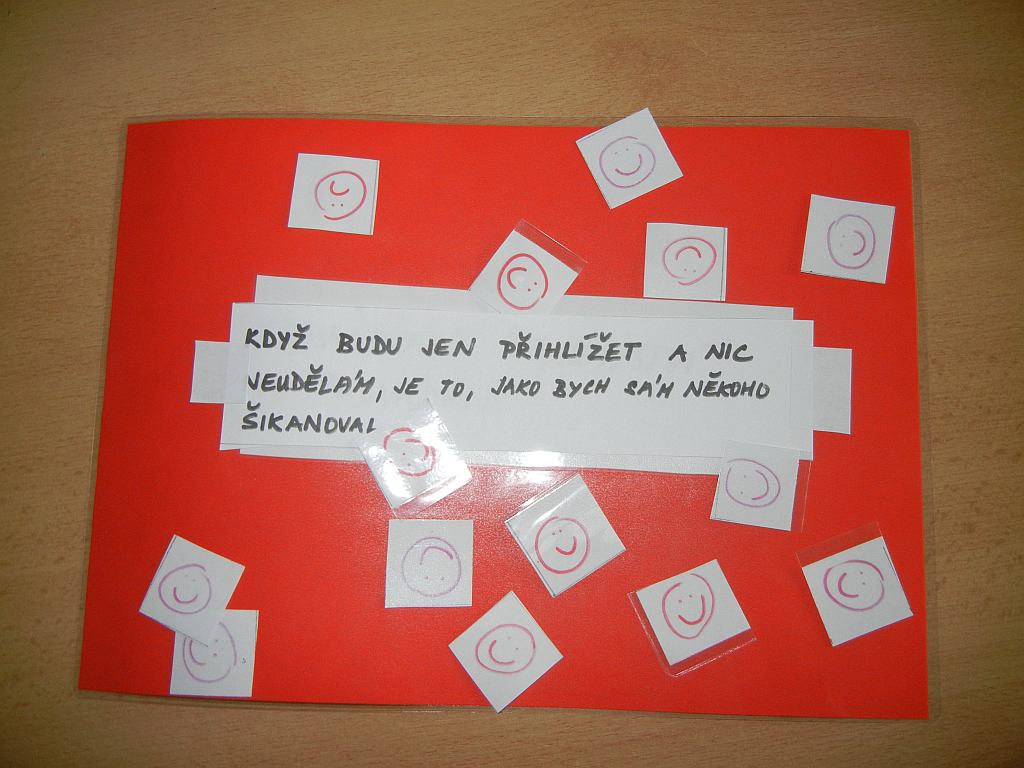 KDYŽ BUDU JEN PŘIHLÍŽET A NIC
NEUDĚLÁM, JE TO, JAKO BYCH SÁM NĚKOHO
ŠIKANOVAL